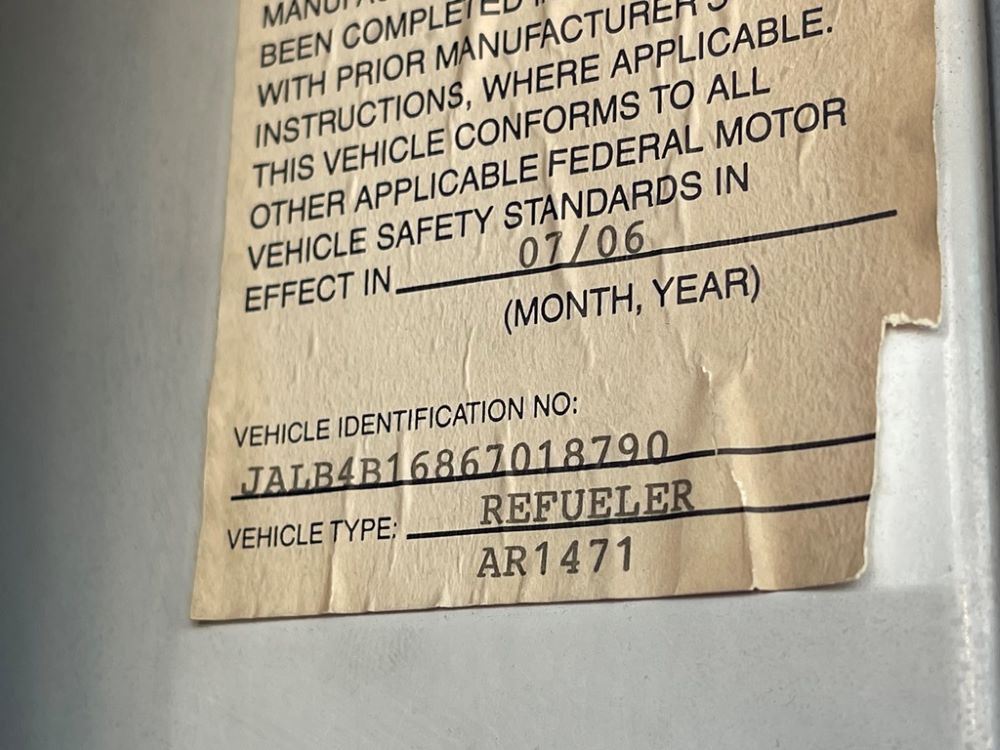 MANUFA
BEEN COMPLETED
WITH PRIOR MANUFACTURER'S
INSTRUCTIONS, WHERE APPLICABLE.
THIS VEHICLE CONFORMS TO ALL
OTHER APPLICABLE FEDERAL MOTOR
VEHICLE SAFETY STANDARDS IN
EFFECT IN 07/06
(MONTH, YEAR)
VEHICLE IDENTIFICATION NO:
JALB4B16867018790
VEHICLE TYPE: REFUELER
AR1471